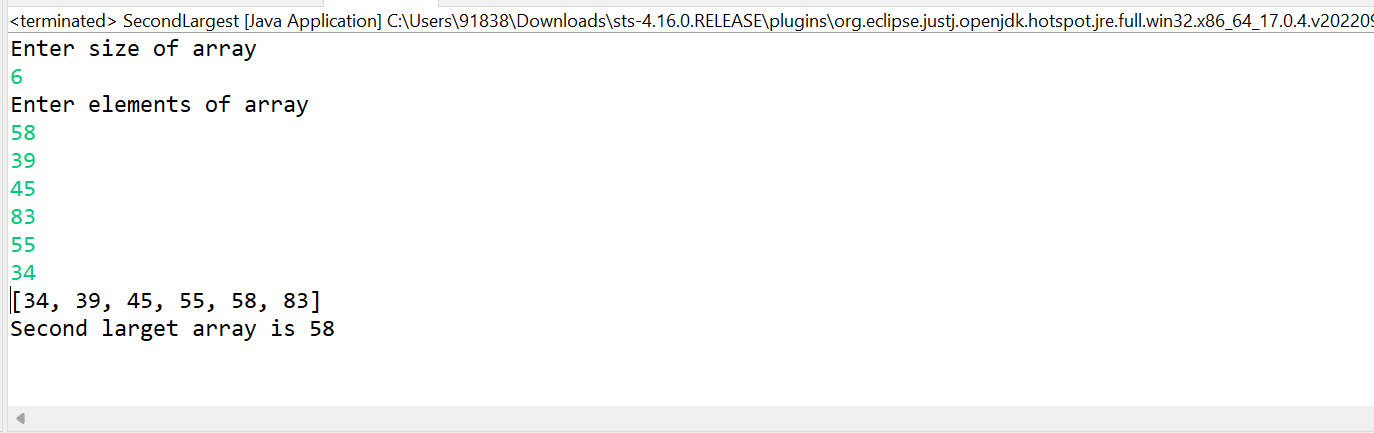 <terminated> SecondLargest [Java Application] C:\Users\91838\Downloads\sts-4.16.0.RELEASE\plugins\org.eclipse.justj.openjdk.hotspot.jre.full.win32.x86_64_17.0.4.v202209
Enter size of array
6
Enter elements of array
58
39
45
83
55
34
[34, 39, 45, 55, 58, 83]
Second larget array is 58